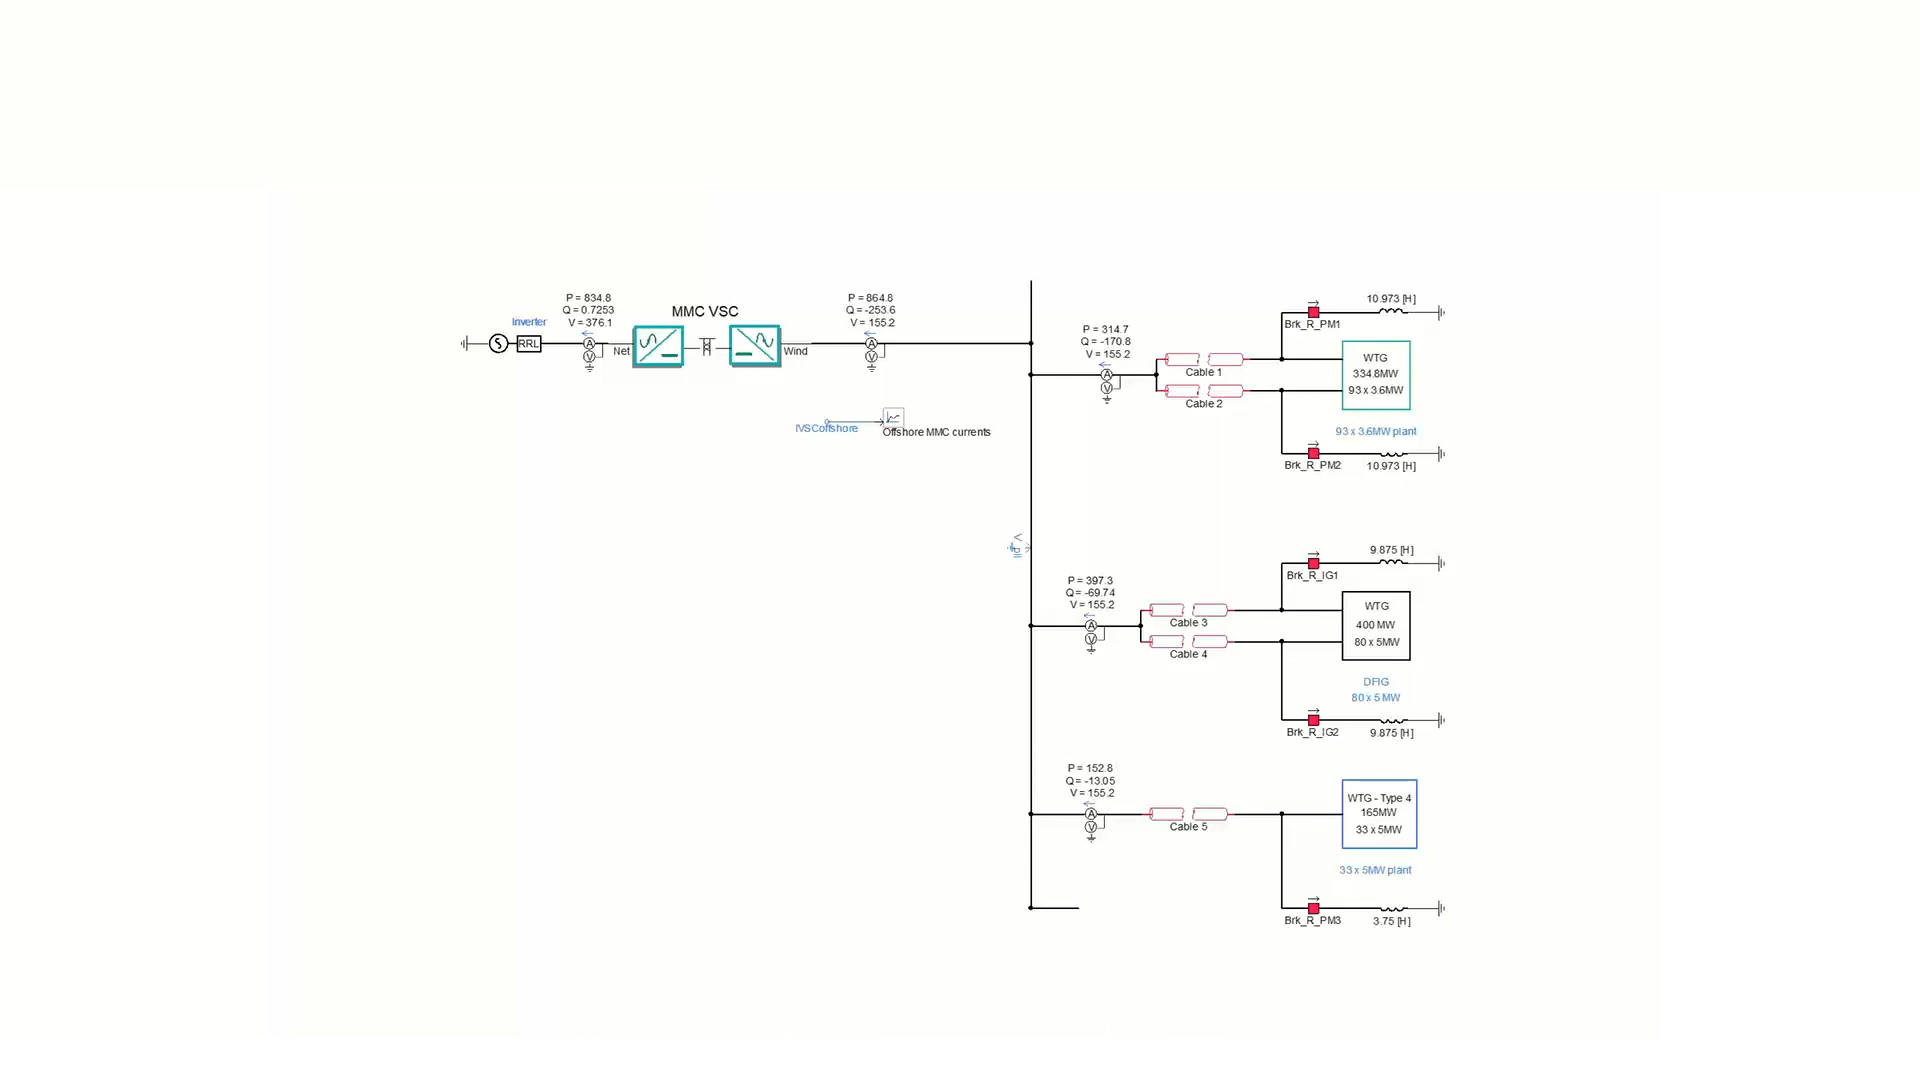 P = 834.8
Q = 0.7253
V = 376.1
Inverter
RRL
A
V
Net
MMC VSC
Wind
P = 864.8
Q = -253.6
V = 155.2
A
V
IVSCoffshore
Offshore MMC currents
P = 314.7
Q = -170.8
V = 155.2
A
V
Cable 1
Cable 2
Brk_R_PM1
10.973 [H]
WTG
334.8MW
93 x 3.6MW
93 x 3.6MW plant
Brk_R_PM2
10.973 [H]
P = 397.3
Q = -69.74
V = 155.2
A
V
Cable 3
Cable 4
Brk_R_IG1
9.875 [H]
WTG
400 MW
80 x 5MW
DFIG
80 x 5 MW
Brk_R_IG2
9.875 [H]
P = 152.8
Q = -13.05
V = 155.2
A
V
Cable 5
WTG - Type 4
165MW
33 x 5MW
33 x 5MW plant
Brk_R_PM3
3.75 [H]